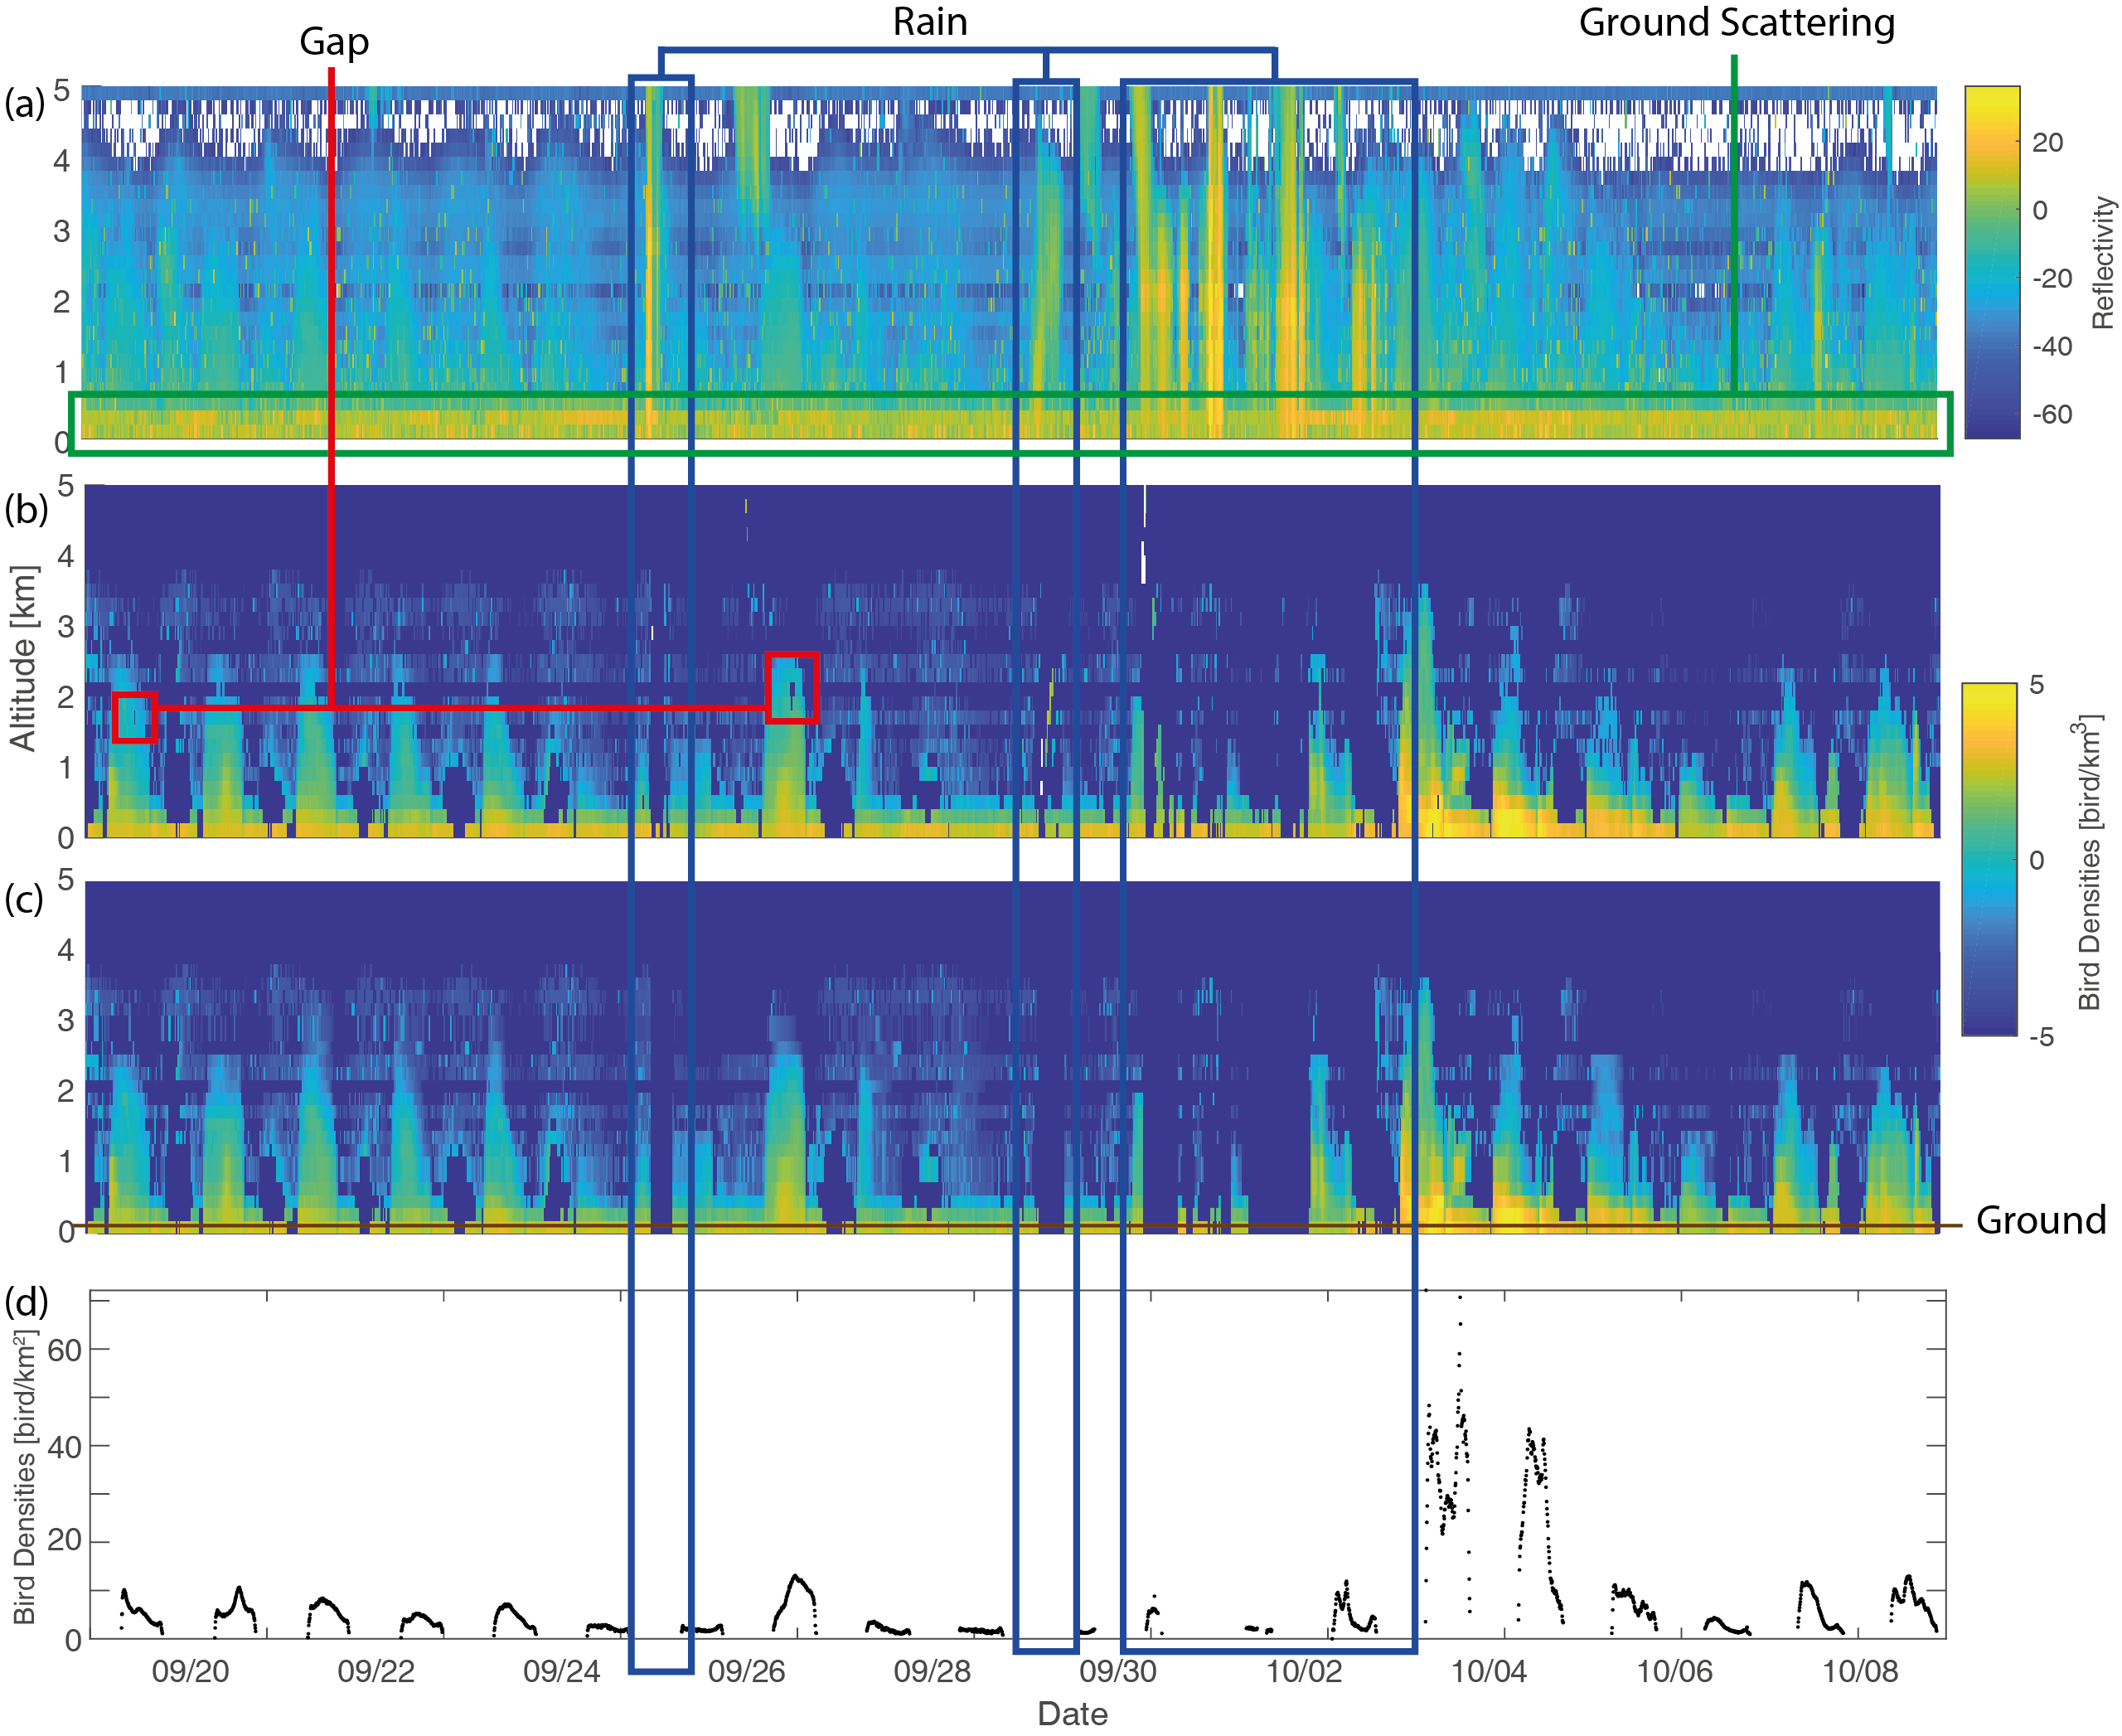 Gap
Rain
Ground Scattering
(a)
5
4
3
2
1
0
20
0
-20
-40
-60
Reflectivity
(b)
5
4
3
2
1
0
Altitude [km]
5
0
-5
Bird Densities [bird/km3]
(c)
5
4
3
2
1
0
Ground
(d)
60
40
20
0
Bird Densities [bird/km²]
09/20 09/22 09/24 09/26 09/28 09/30 10/02 10/04 10/06 10/08
Date